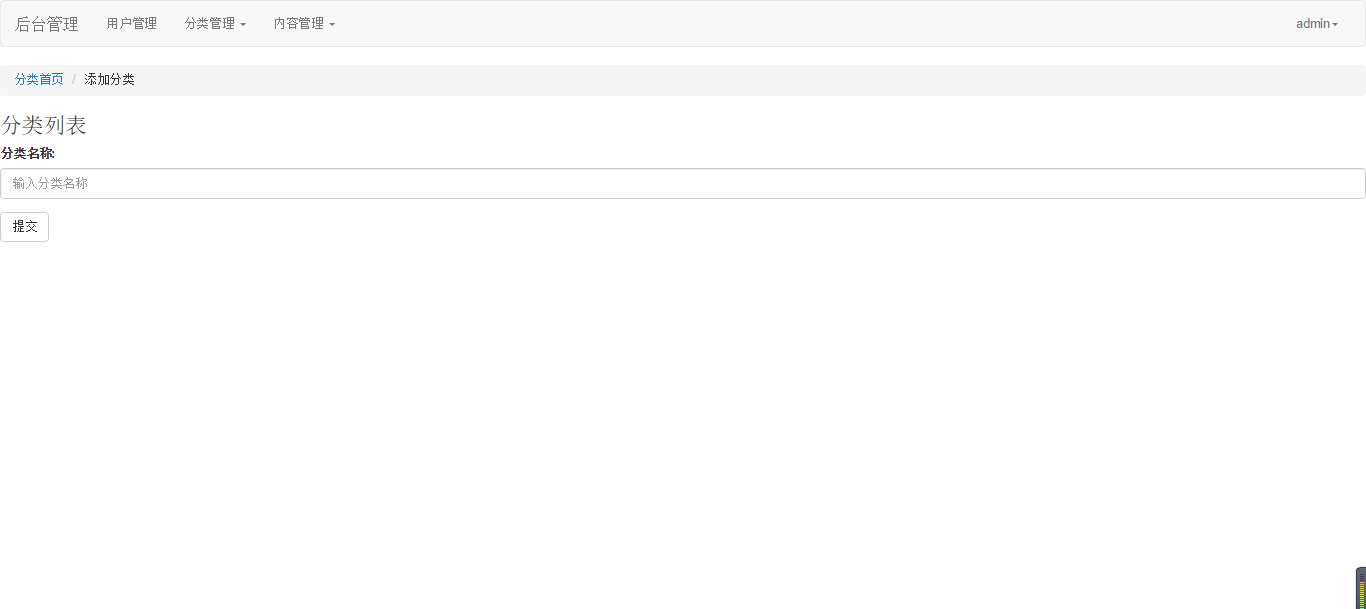 后台管理 用户管理 分类管理 内容管理 admin
分类首页 / 添加分类
分类列表
分类名称:
输入分类名称
提交